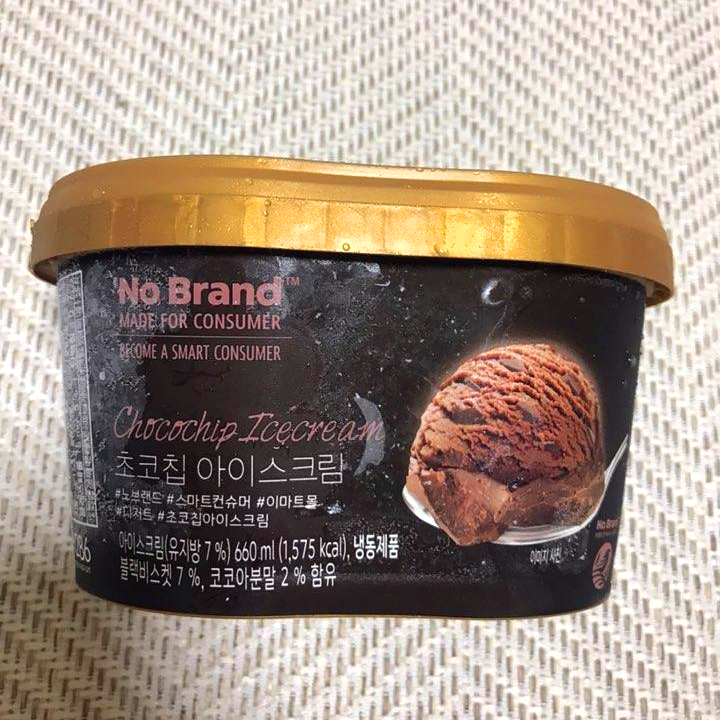 No Brand™
MADE FOR CONSUMER
BECOME A SMART CONSUMER
Chocochip Icecream
초코칩 아이스크림
#노브랜드 #스마트컨슈머 #이마트몰
#디저트 #초코칩아이스크림
아이스크림(유지방 7 %) 660 ml (1,575 kcal), 냉동제품
블랙비스켓 7 %, 코코아분말 2 % 함유
No Brand
이미지 사진